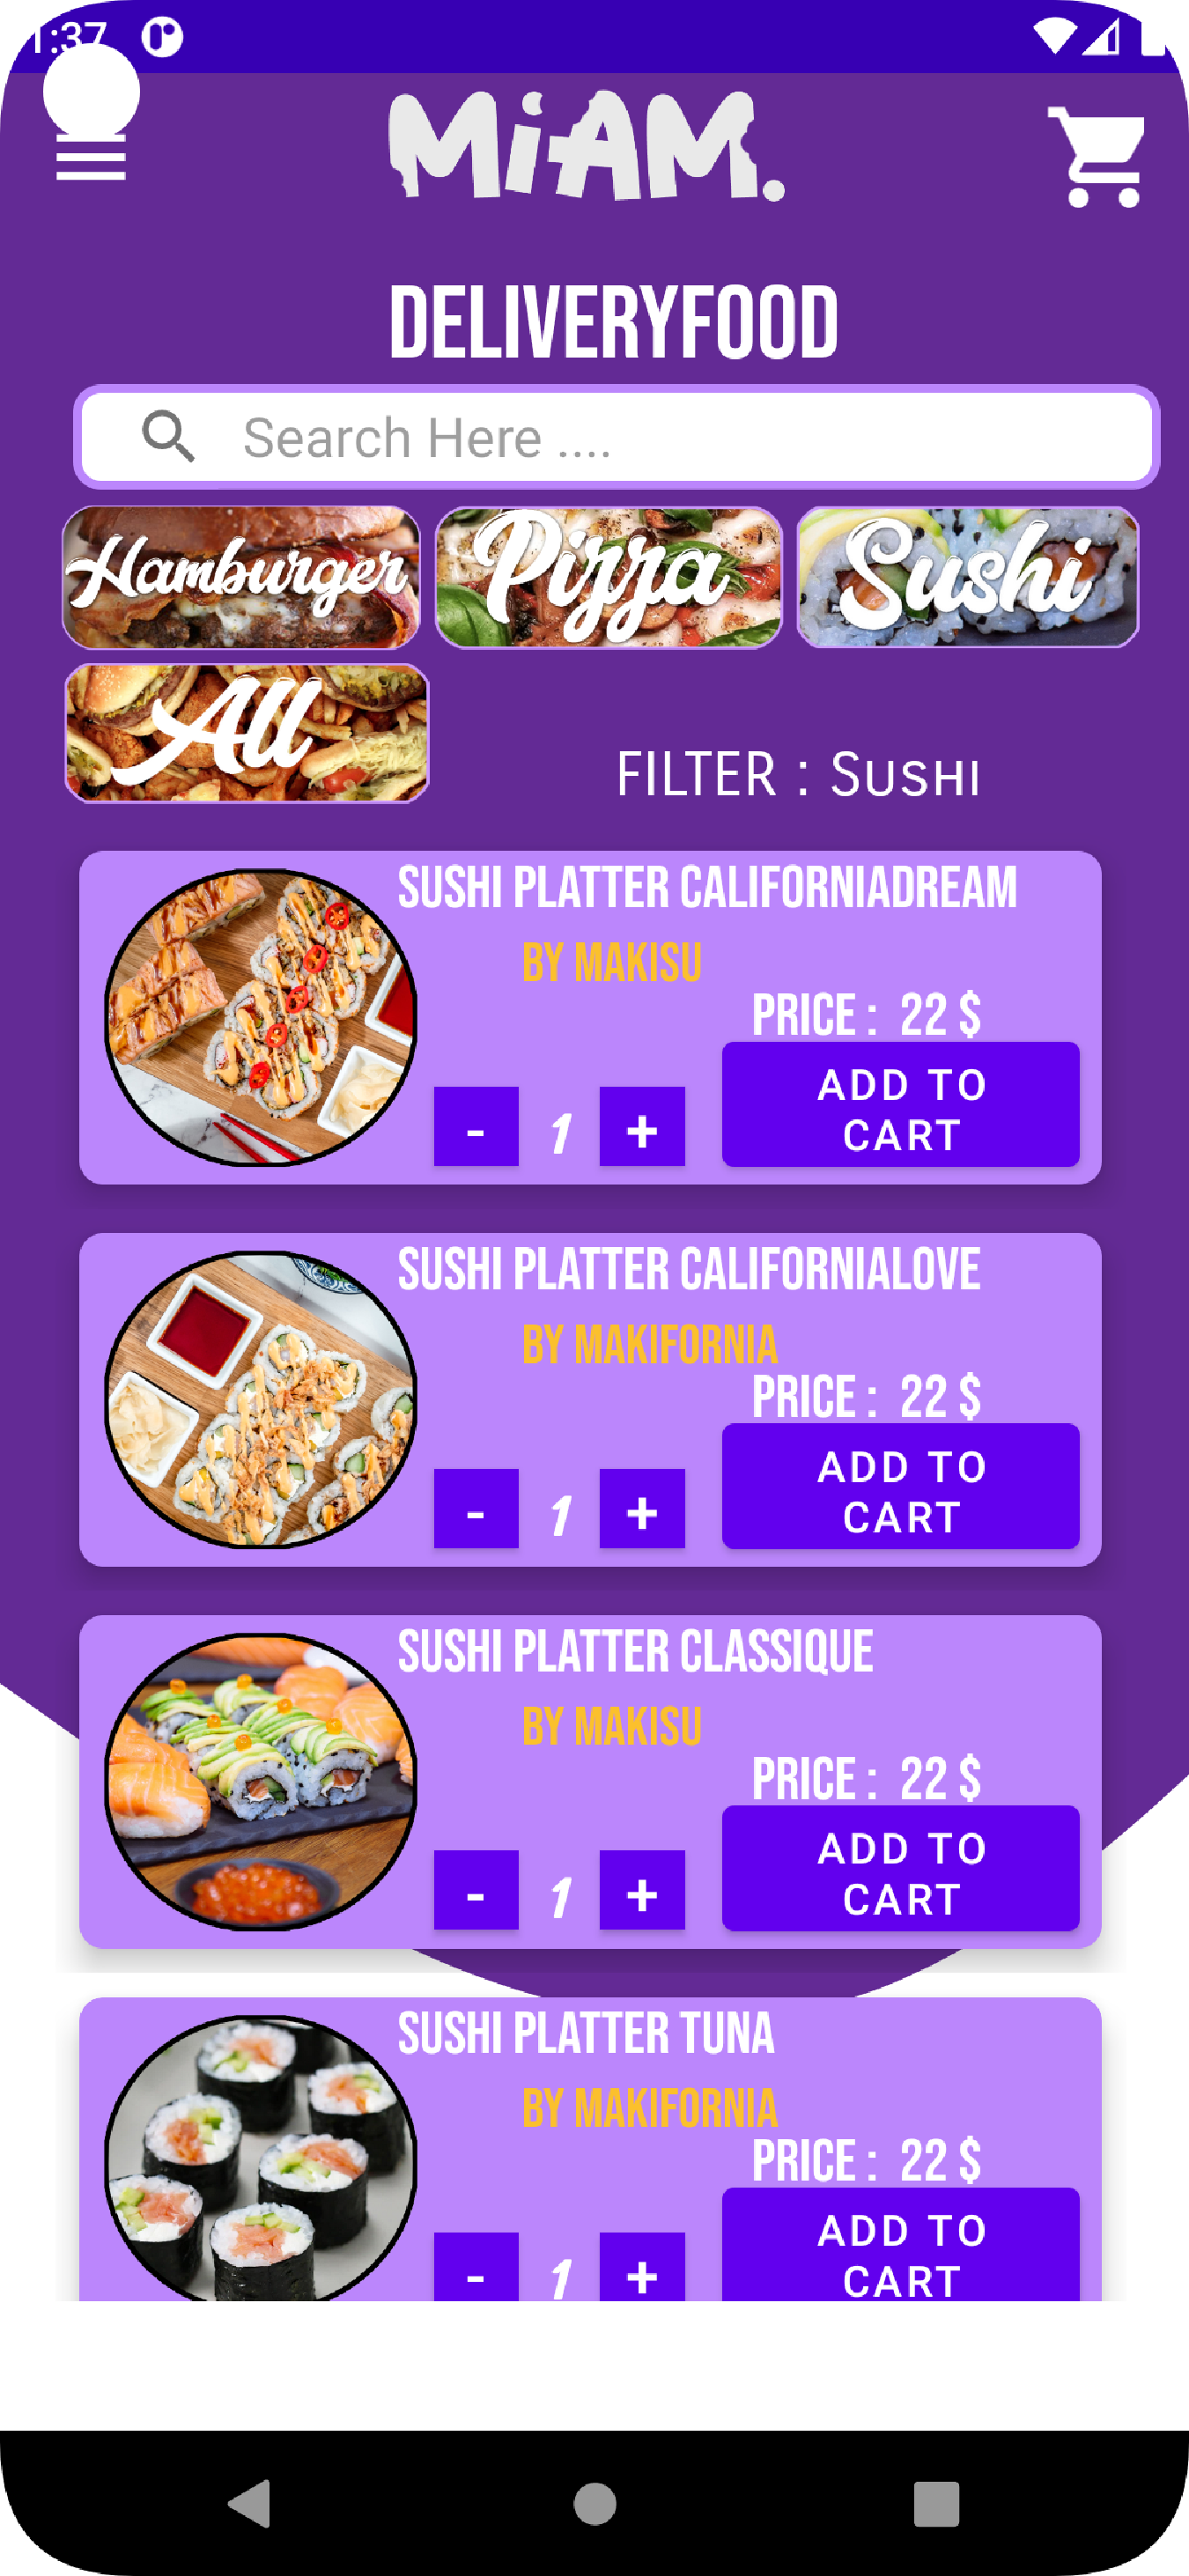 1:37
MiAM.
DELIVERYFOOD
Search Here ....
Hamburger
Pizza
Sushi
All
FILTER : SUSHI
SUSHI PLATTER CALIFORNIADREAM
BY MAKISU
PRICE : 22 $
- 1 +
ADD TO
CART
SUSHI PLATTER CALIFORNIALOVE
BY MAKIFORNIA
PRICE : 22 $
- 1 +
ADD TO
CART
SUSHI PLATTER CLASSIQUE
BY MAKISU
PRICE : 22 $
- 1 +
ADD TO
CART
SUSHI PLATTER TUNA
BY MAKIFORNIA
PRICE : 22 $
- 1 +
ADD TO
CART